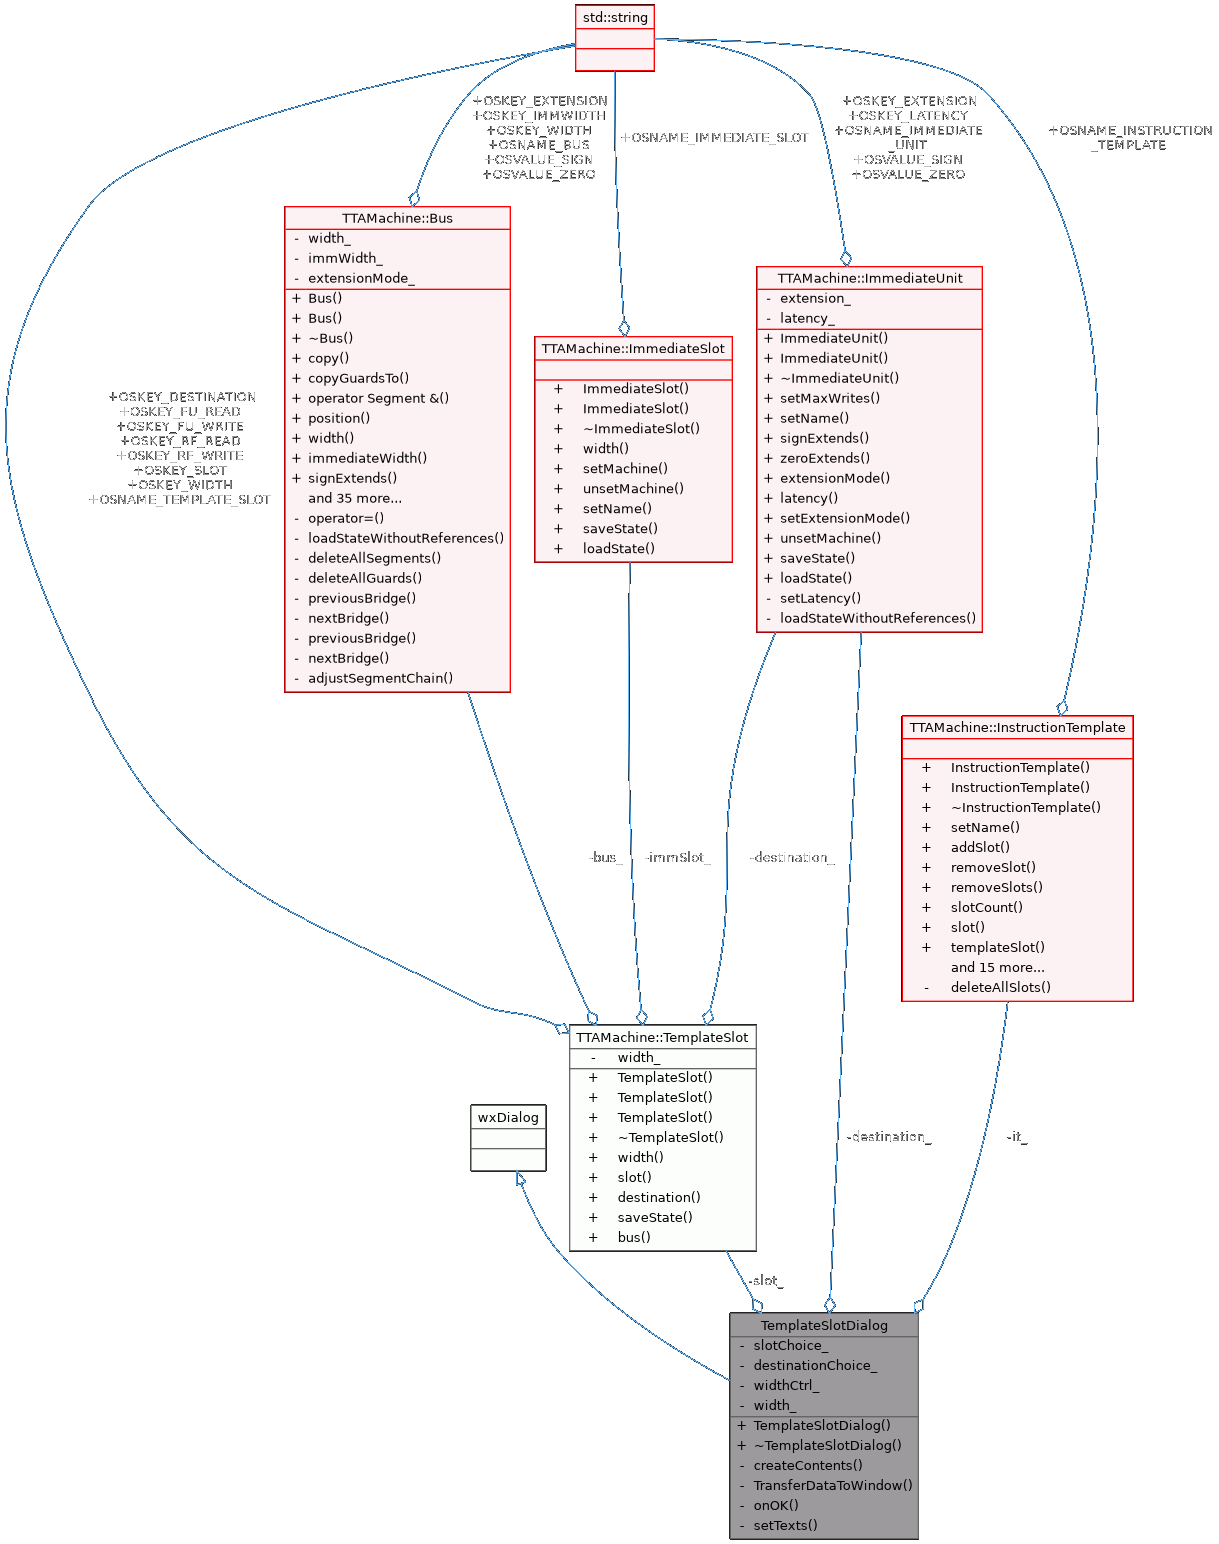 std::string
+OSKEY_EXTENSION
+OSKEY_IMMWIDTH
+OSKEY_WIDTH
+OSNAME_BUS
+OSVALUE_SIGN
+OSVALUE_ZERO
+OSNAME_IMMEDIATE_SLOT
+OSKEY_EXTENSION
+OSKEY_LATENCY
+OSNAME_IMMEDIATE
_UNIT
+OSVALUE_SIGN
+OSVALUE_ZERO
+OSNAME_INSTRUCTION
_TEMPLATE
+OSKEY_DESTINATION
+OSKEY_FU_READ
+OSKEY_FU_WRITE
+OSKEY_RF_READ
+OSKEY_RF_WRITE
+OSKEY_SLOT
+OSKEY_WIDTH
+OSNAME_TEMPLATE_SLOT
TTAMachine::Bus
- width_
- immWidth_
- extensionMode_
+ Bus()
+ Bus()
+ ~Bus()
+ copy()
+ copyGuardsTo()
+ operator Segment &()
+ position()
+ width()
+ immediateWidth()
+ signExtends()
and 35 more...
- operator=()
- loadStateWithoutReferences()
- deleteAllSegments()
- deleteAllGuards()
- previousBridge()
- nextBridge()
- previousBridge()
- nextBridge()
- adjustSegmentChain()
TTAMachine::ImmediateSlot
+ ImmediateSlot()
+ ImmediateSlot()
+ ~ImmediateSlot()
+ width()
+ setMachine()
+ unsetMachine()
+ setName()
+ saveState()
+ loadState()
TTAMachine::ImmediateUnit
- extension_
- latency_
+ ImmediateUnit()
+ ImmediateUnit()
+ ~ImmediateUnit()
+ setMaxWrites()
+ setName()
+ signExtends()
+ zeroExtends()
+ extensionMode()
+ latency()
+ setExtensionMode()
+ unsetMachine()
+ saveState()
+ loadState()
- setLatency()
- loadStateWithoutReferences()
TTAMachine::InstructionTemplate
+ InstructionTemplate()
+ InstructionTemplate()
+ ~InstructionTemplate()
+ setName()
+ addSlot()
+ removeSlot()
+ removeSlots()
+ slotCount()
+ slot()
+ templateSlot()
and 15 more...
- deleteAllSlots()
-bus_
-immSlot_
-destination_
TTAMachine::TemplateSlot
- width_
+ TemplateSlot()
+ TemplateSlot()
+ TemplateSlot()
+ ~TemplateSlot()
+ width()
+ slot()
+ destination()
+ saveState()
+ bus()
wxDialog
-destination_
-it_
-slot_
TemplateSlotDialog
- slotChoice_
- destinationChoice_
- widthCtrl_
- width_
+ TemplateSlotDialog()
+ ~TemplateSlotDialog()
- createContents()
- TransferDataToWindow()
- onOK()
- setTexts()